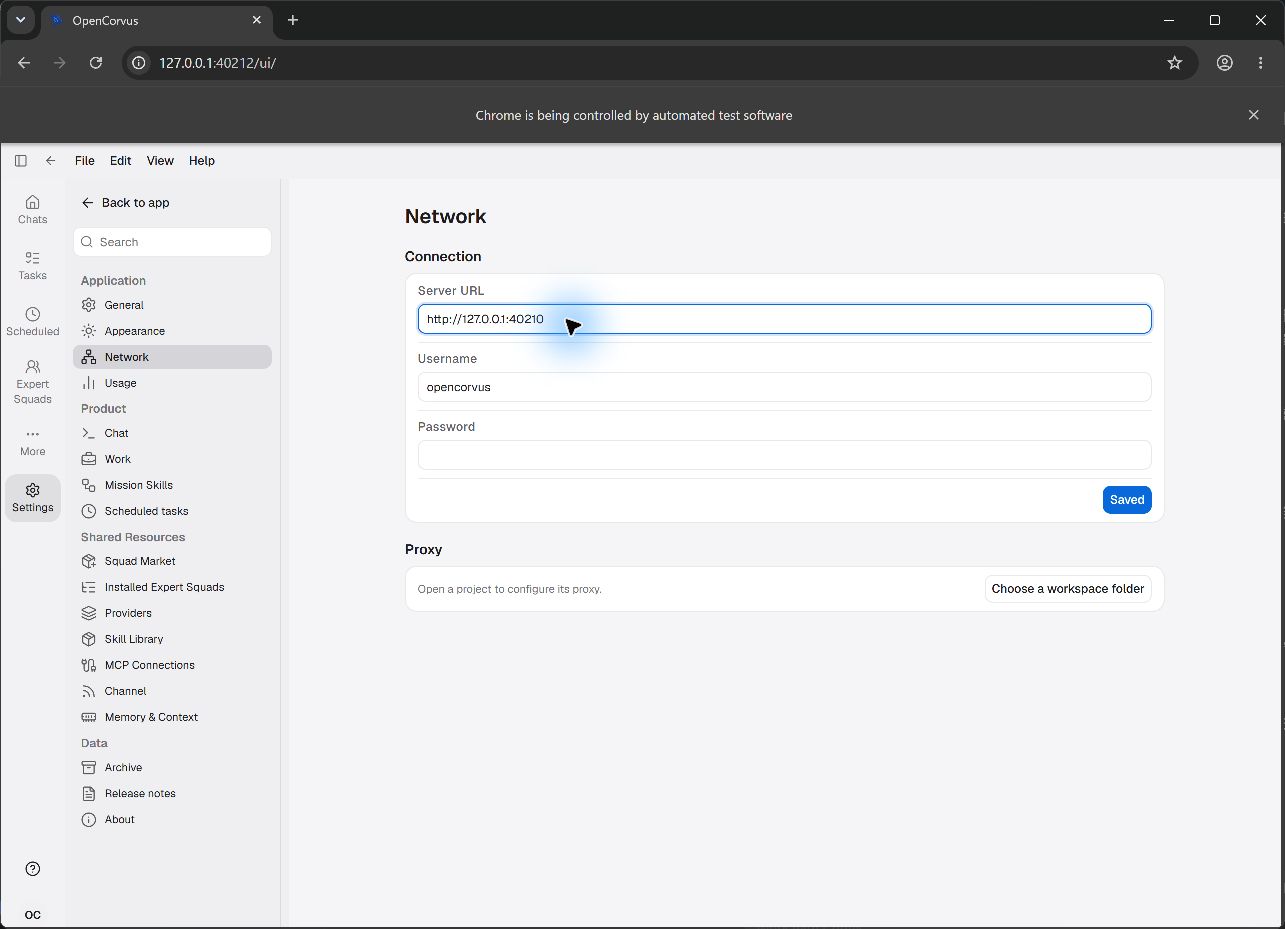 OpenCorvus
127.0.0.1:40212/ui/
Chrome is being controlled by automated test software
File Edit View Help
Chats
Tasks
Scheduled
Expert
Squads
More
Settings
OC
Back to app
Search
Application
General
Appearance
Network
Usage
Product
Chat
Work
Mission Skills
Scheduled tasks
Shared Resources
Squad Market
Installed Expert Squads
Providers
Skill Library
MCP Connections
Channel
Memory & Context
Data
Archive
Release notes
About
Network
Connection
Server URL
http://127.0.0.1:40210
Username
opencorvus
Password
Saved
Proxy
Open a project to configure its proxy.
Choose a workspace folder